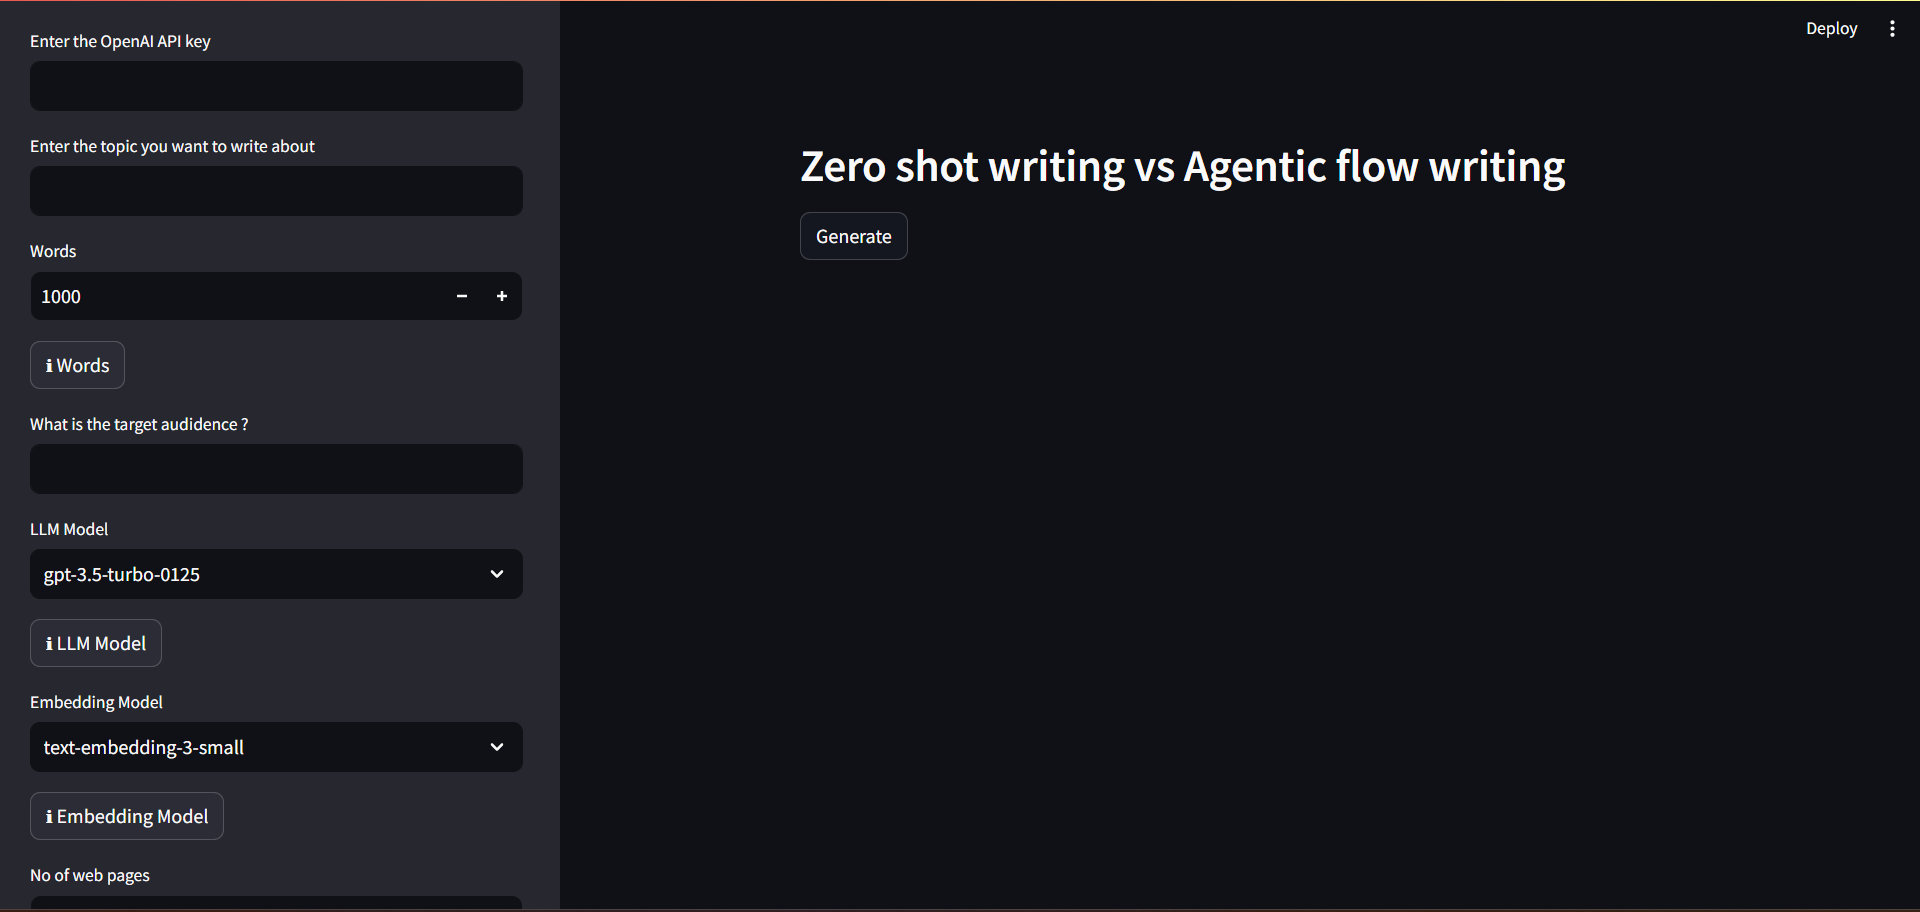 Enter the OpenAI API key
Enter the topic you want to write about
Words
1000
ℹ Words
What is the target audidence ?
LLM Model
gpt-3.5-turbo-0125
ℹ LLM Model
Embedding Model
text-embedding-3-small
ℹ Embedding Model
No of web pages
Deploy
Zero shot writing vs Agentic flow writing
Generate